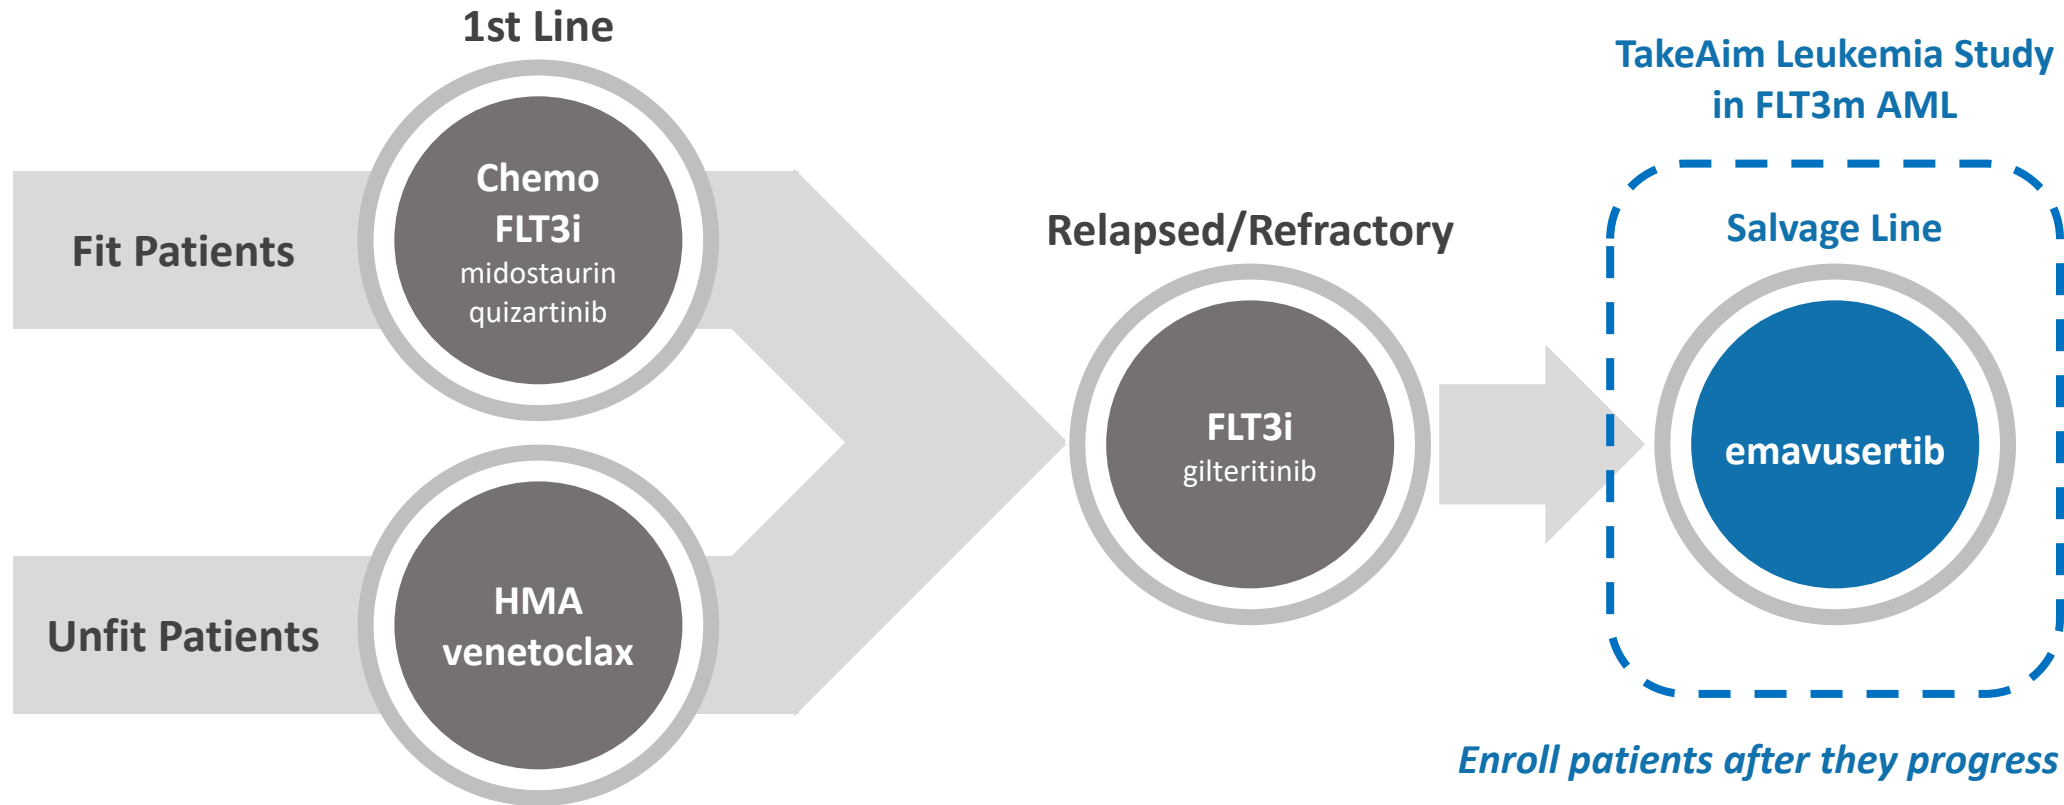 1st Line
Fit Patients
Chemo
FLT3i
midostaurin
quizartinib
Unfit Patients
HMA
venetoclax
Relapsed/Refractory
FLT3i
gilteritinib
TakeAim Leukemia Study
in FLT3m AML
Salvage Line
emavusertib
Enroll patients after they progress